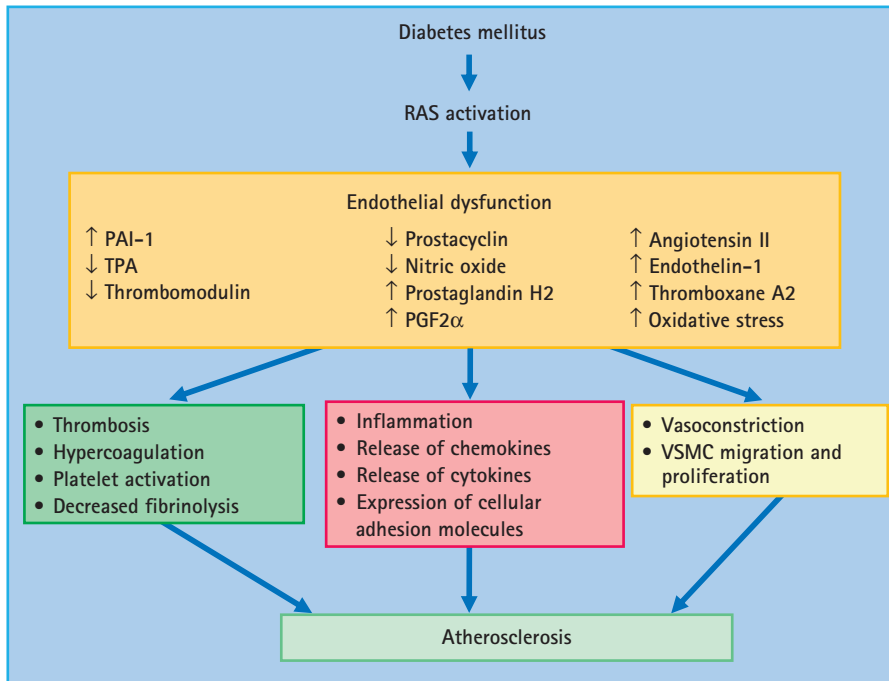 Diabetes mellitus
RAS activation
Endothelial dysfunction
↑ PAI-1
↓ TPA
↓ Thrombomodulin
↓ Prostacyclin
↓ Nitric oxide
↑ Prostaglandin H2
↑ PGF2α
↑ Angiotensin II
↑ Endothelin-1
↑ Thromboxane A2
↑ Oxidative stress
• Thrombosis
• Hypercoagulation
• Platelet activation
• Decreased fibrinolysis
• Inflammation
• Release of chemokines
• Release of cytokines
• Expression of cellular
adhesion molecules
• Vasoconstriction
• VSMC migration and
proliferation
Atherosclerosis